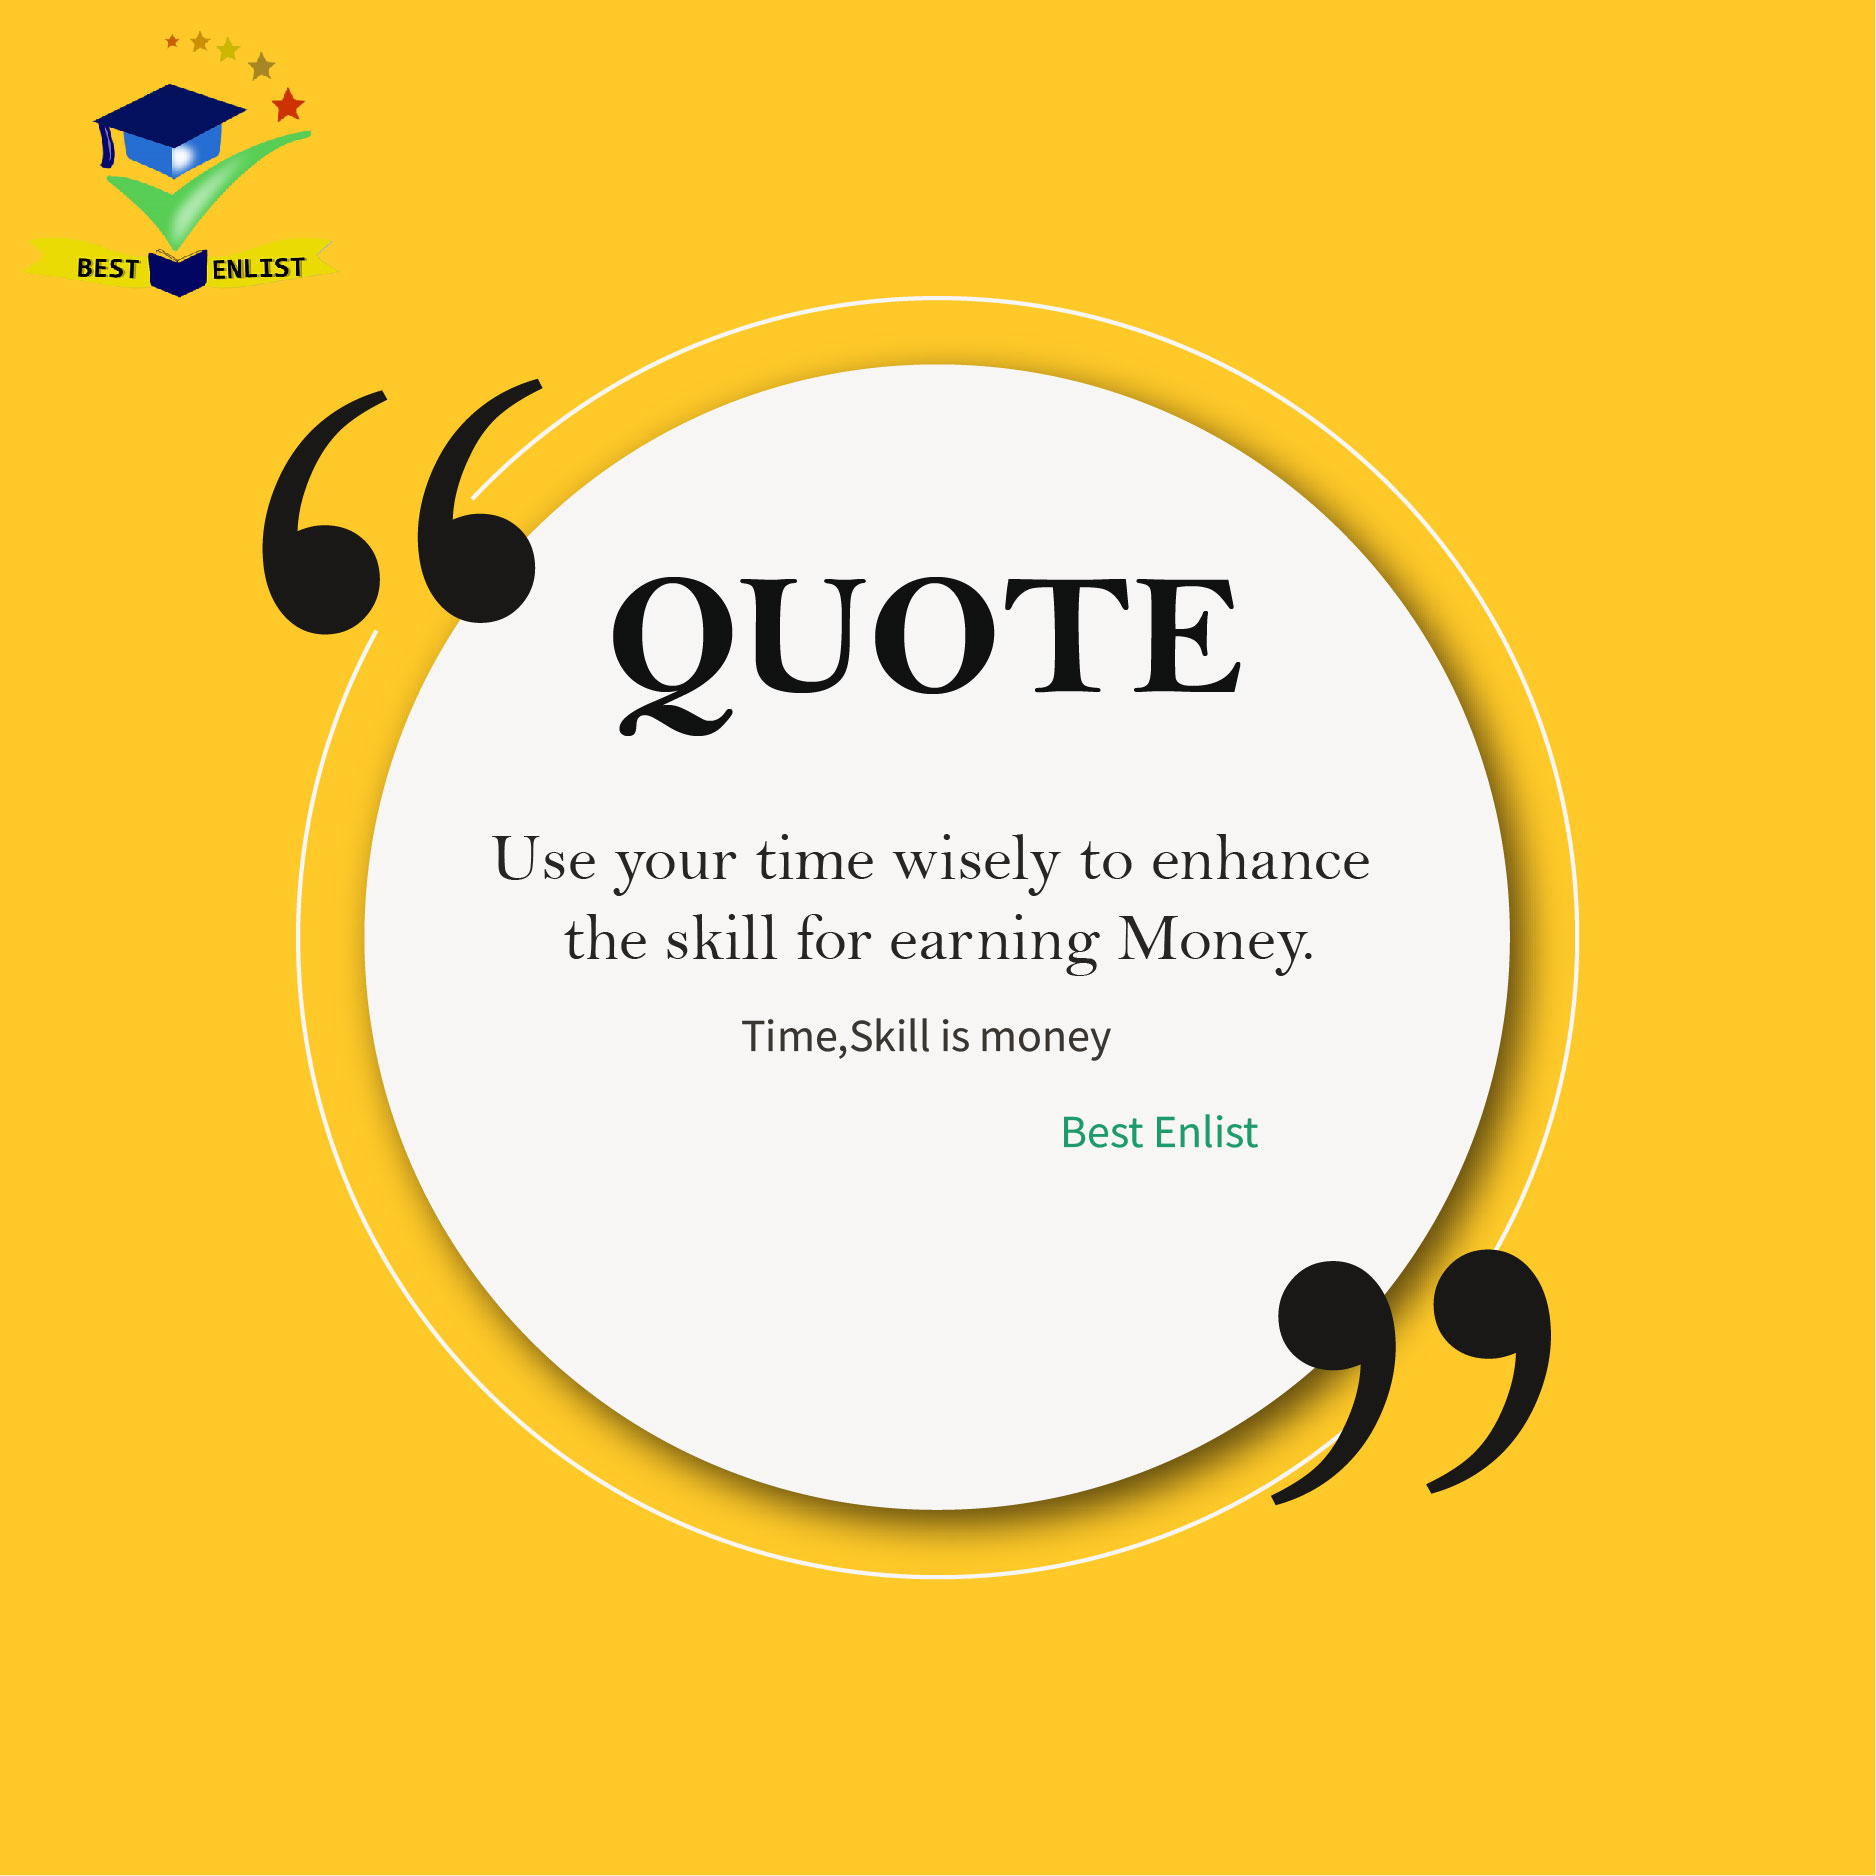 BEST ENLIST
QUOTE
Use your time wisely to enhance
the skill for earning Money.
Time,Skill is money
Best Enlist